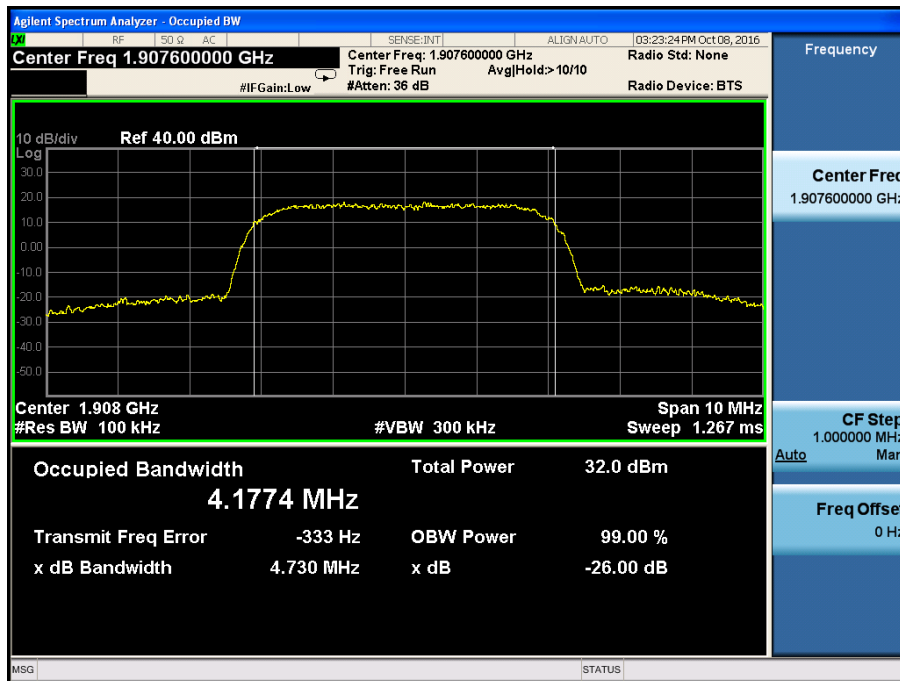 Agilent Spectrum Analyzer - Occupied BW
LXI RF 50 Ω AC SENSE:INT ALIGN AUTO 03:23:24 PM Oct 08, 2016
Center Freq 1.907600000 GHz Center Freq: 1.907600000 GHz Radio Std: None
Trig: Free Run Avg|Hold:>10/10
#IFGain:Low #Atten: 36 dB Radio Device: BTS
Frequency
10 dB/div Ref 40.00 dBm
Log
30.0
20.0
10.0
0.00
-10.0
-20.0
-30.0
-40.0
-50.0
Center 1.908 GHz Span 10 MHz
#Res BW 100 kHz #VBW 300 kHz Sweep 1.267 ms
Occupied Bandwidth Total Power 32.0 dBm
4.1774 MHz
Transmit Freq Error -333 Hz OBW Power 99.00 %
x dB Bandwidth 4.730 MHz x dB -26.00 dB
Center Freq
1.907600000 GHz
CF Step
1.000000 MHz
Auto Man
Freq Offset
0 Hz
MSG STATUS